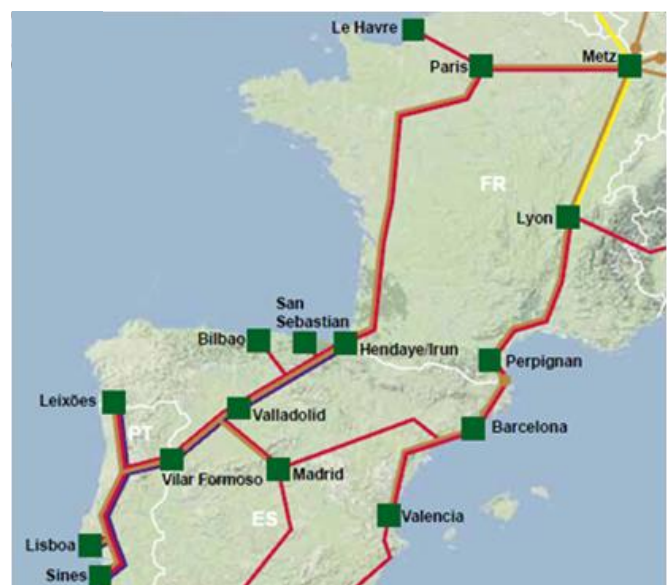 Le Havre
Paris
Metz
FR
Lyon
San
Sebastian
Bilbao
Hendaye/Irun
Perpignan
Leixões
Valladolid
PT
Barcelona
Vilar Formoso
Madrid
ES
Valencia
Lisboa
Sines